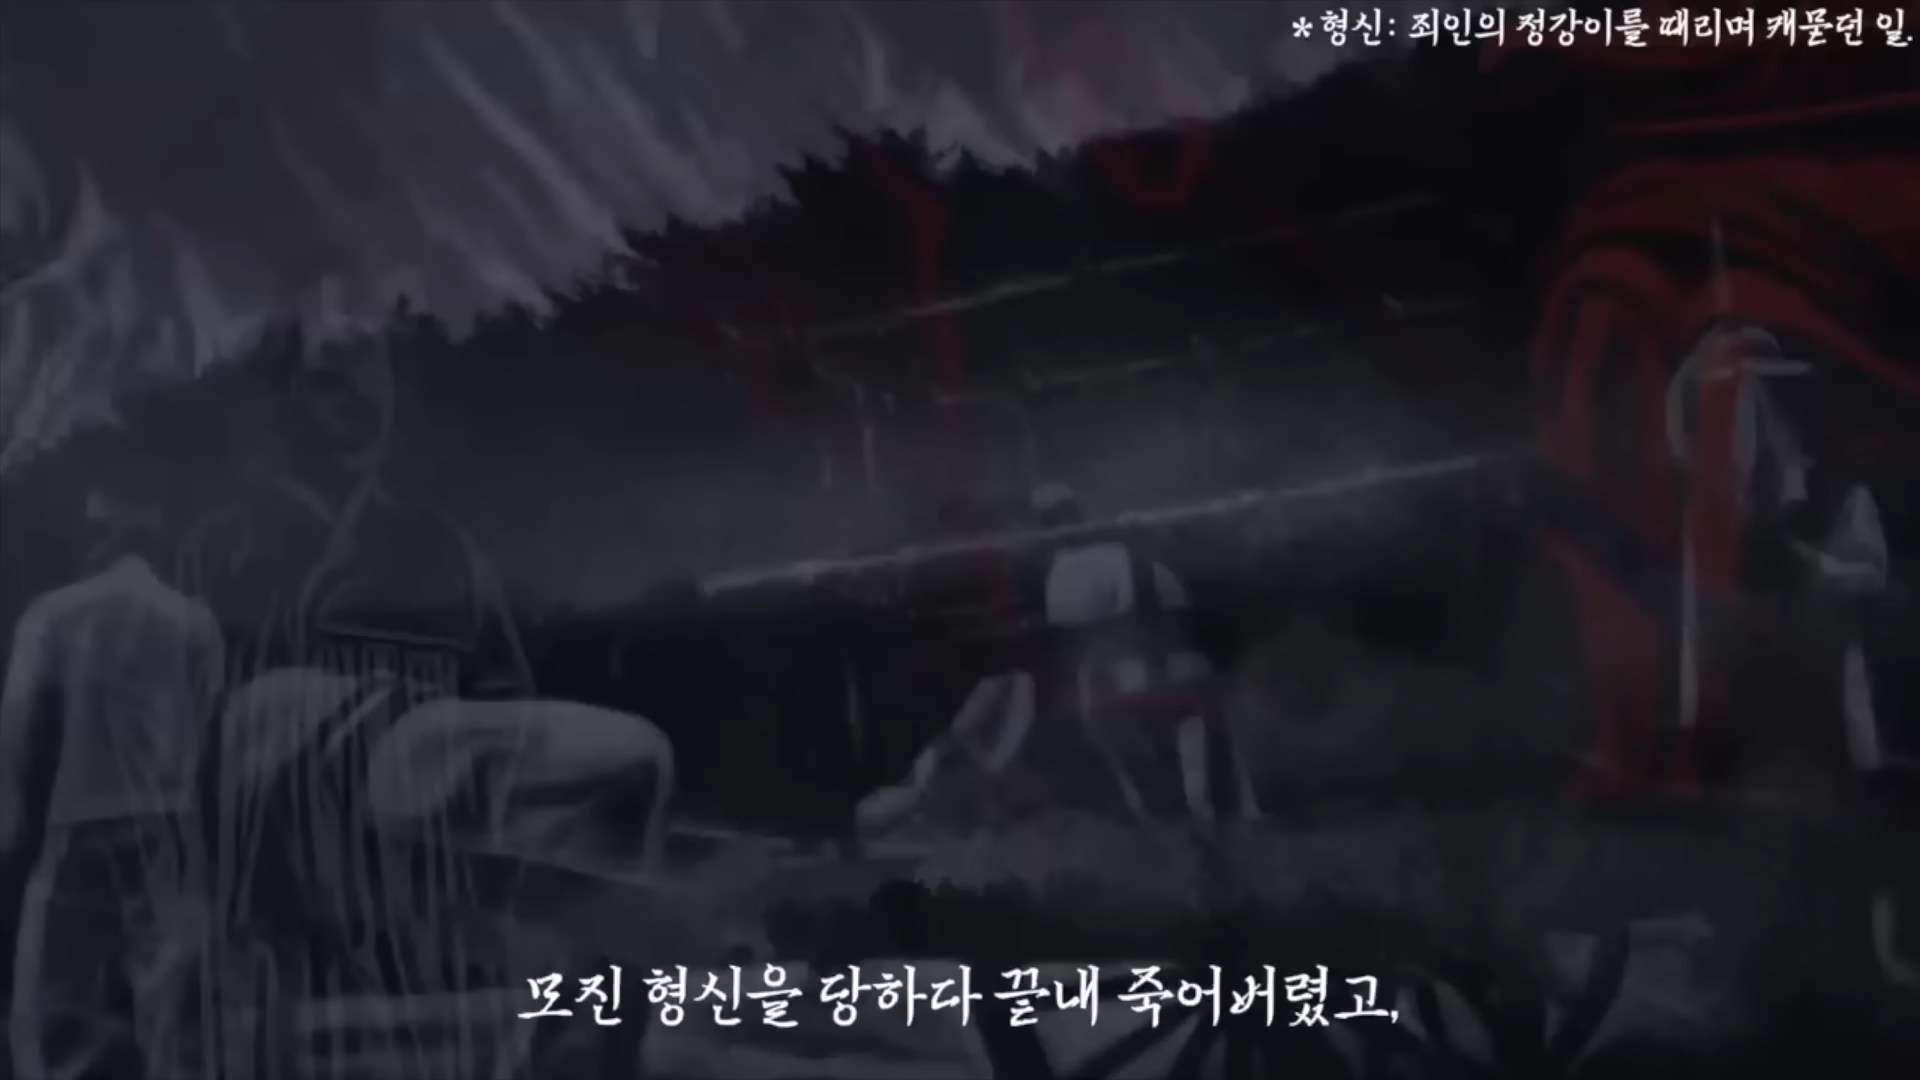 *형신: 죄인의 정강이를 때리며 캐묻던 일.
모진 형신을 당하다 끝내 죽어버렸고,